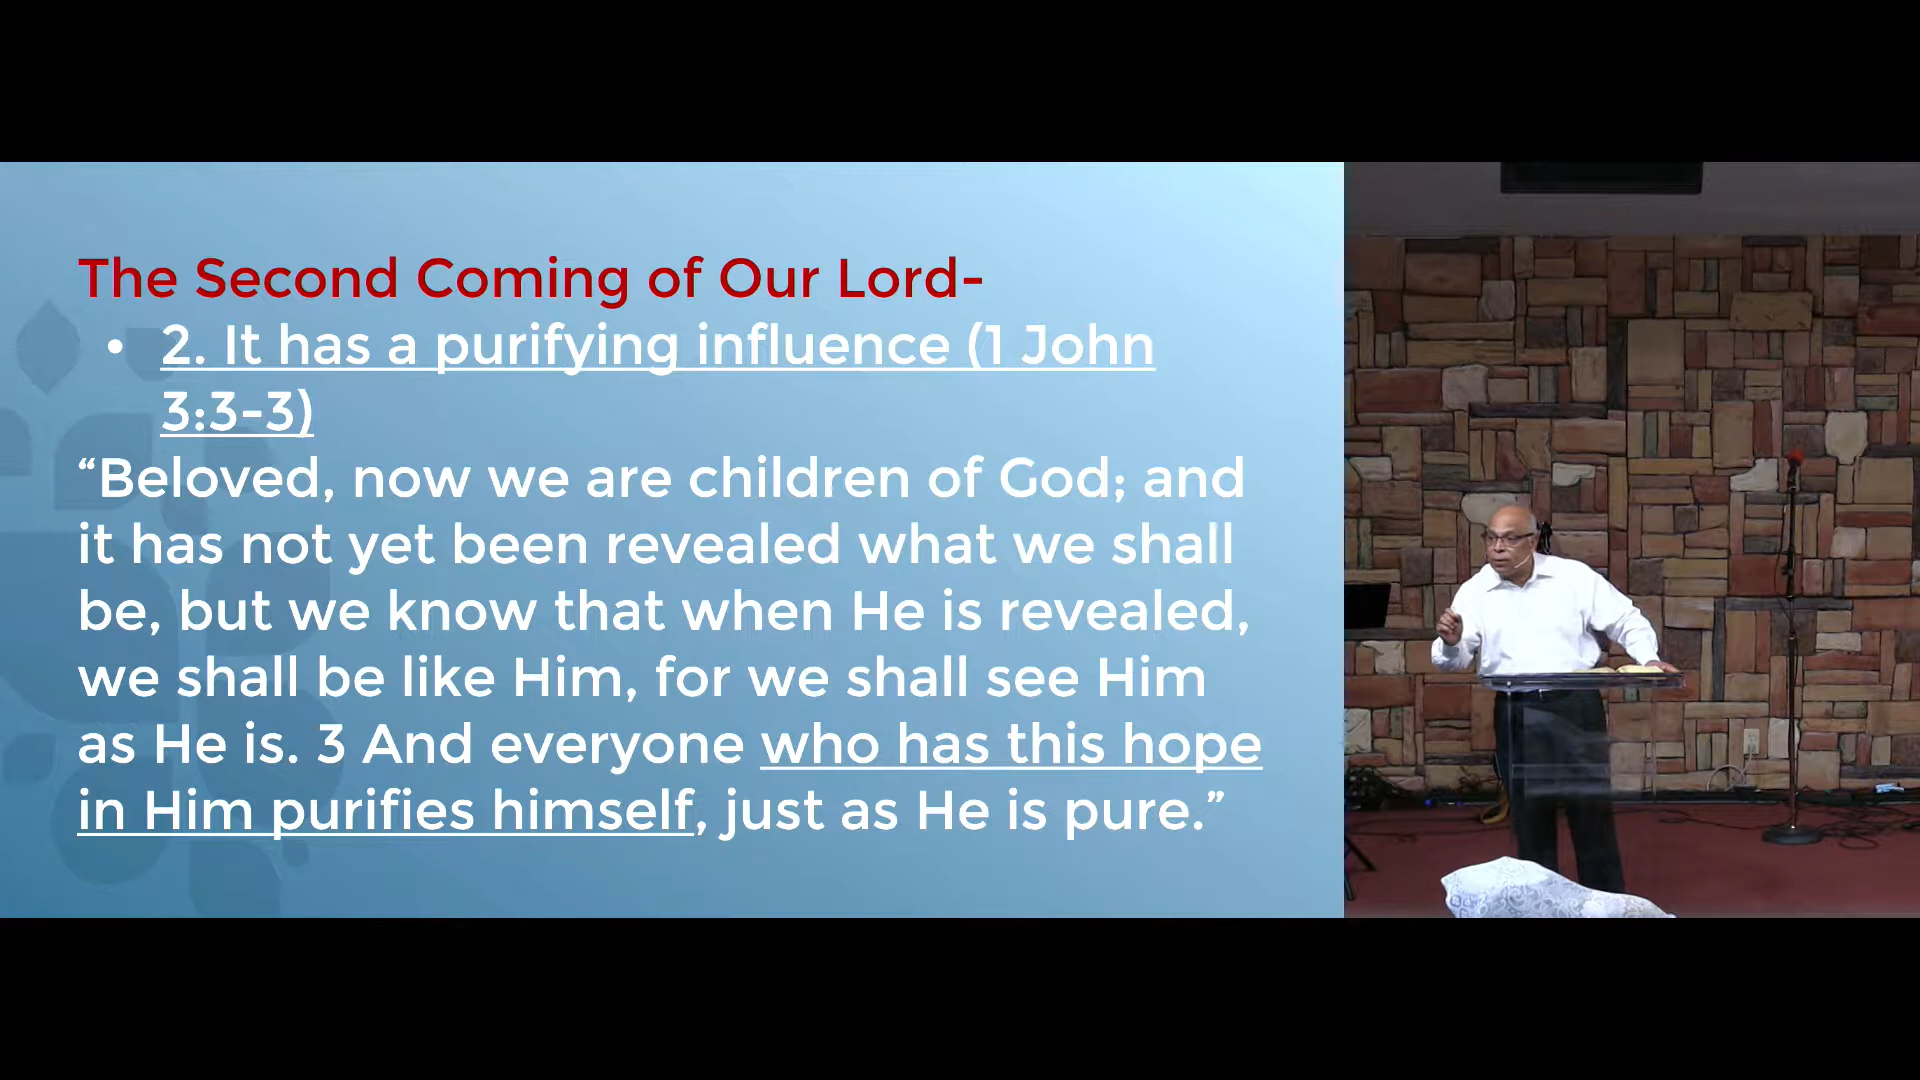 The Second Coming of Our Lord-
• 2. It has a purifying influence (1 John
3:3-3)
“Beloved, now we are children of God; and
it has not yet been revealed what we shall
be, but we know that when He is revealed,
we shall be like Him, for we shall see Him
as He is. 3 And everyone who has this hope
in Him purifies himself, just as He is pure.”